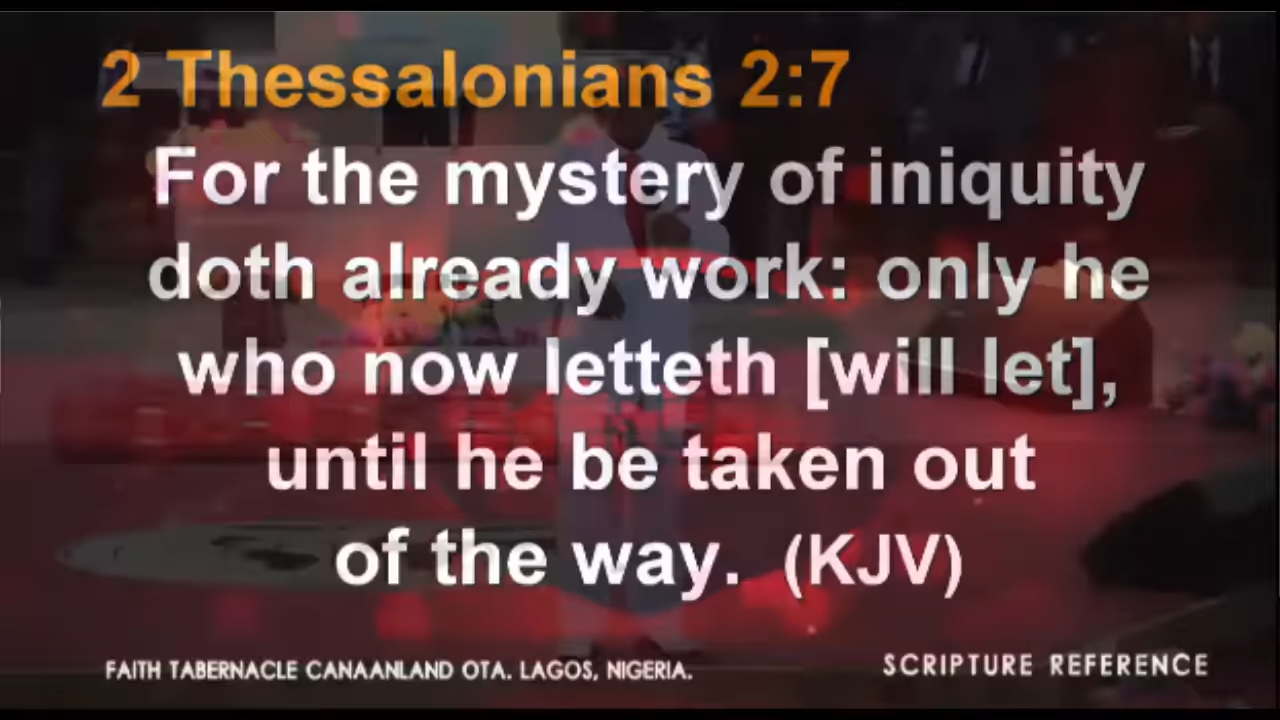 2 Thessalonians 2:7
For the mystery of iniquity
doth already work: only he
who now letteth [will let],
until he be taken out
of the way. (KJV)
FAITH TABERNACLE CANAANLAND OTA. LAGOS, NIGERIA.
SCRIPTURE REFERENCE